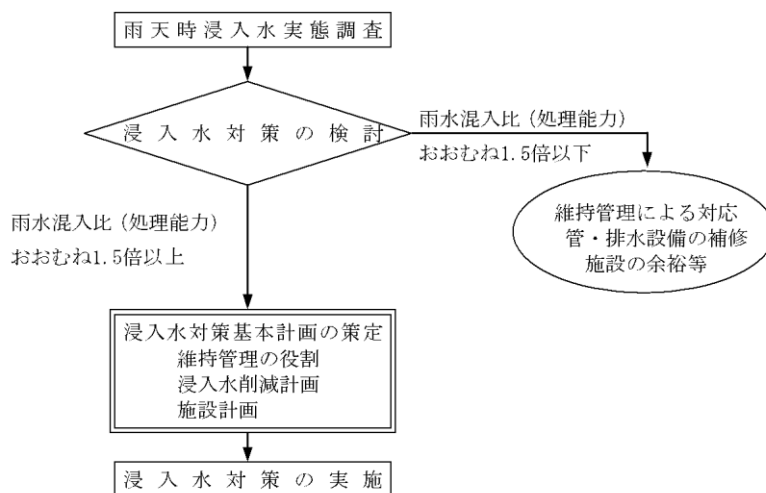 雨天時浸入水実態調査
浸入水対策の検討
雨水混入比（処理能力）
おおむね1.5倍以下
維持管理による対応
管・排水設備の補修
施設の余裕等
雨水混入比（処理能力）
おおむね1.5倍以上
浸入水対策基本計画の策定
維持管理の役割
浸入水削減計画
施設計画
浸入水対策の実施